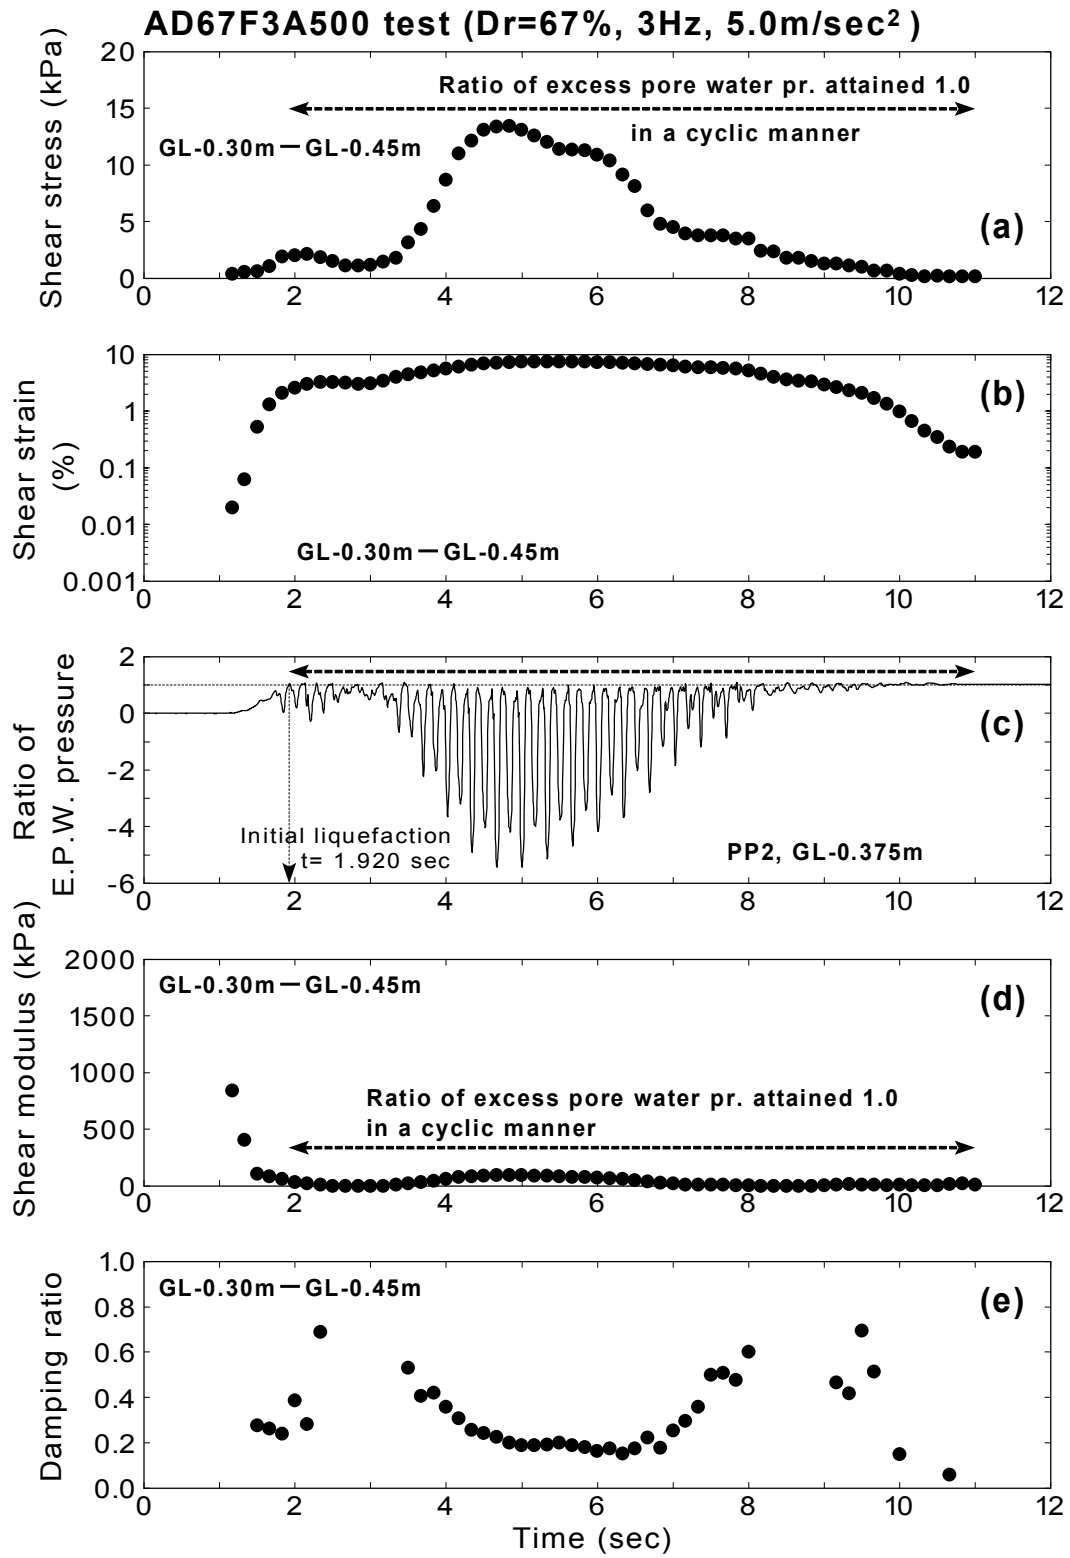 AD67F3A500 test (Dr=67%, 3Hz, 5.0m/sec² )
Shear stress (kPa)
20
15
10
5
0
Ratio of excess pore water pr. attained 1.0
in a cyclic manner
GL-0.30m — GL-0.45m
(a)
0 2 4 6 8 10 12
Shear strain
(%)
10
1
0.1
0.01
0.001
(b)
GL-0.30m — GL-0.45m
0 2 4 6 8 10 12
Ratio of
E.P.W. pressure
2
0
-2
-4
-6
(c)
Initial liquefaction
t= 1.920 sec
PP2, GL-0.375m
0 2 4 6 8 10 12
Shear modulus (kPa)
2000
1500
1000
500
0
GL-0.30m — GL-0.45m
(d)
Ratio of excess pore water pr. attained 1.0
in a cyclic manner
0 2 4 6 8 10 12
Damping ratio
1.0
0.8
0.6
0.4
0.2
0.0
GL-0.30m — GL-0.45m
(e)
0 2 4 6 8 10 12
Time (sec)